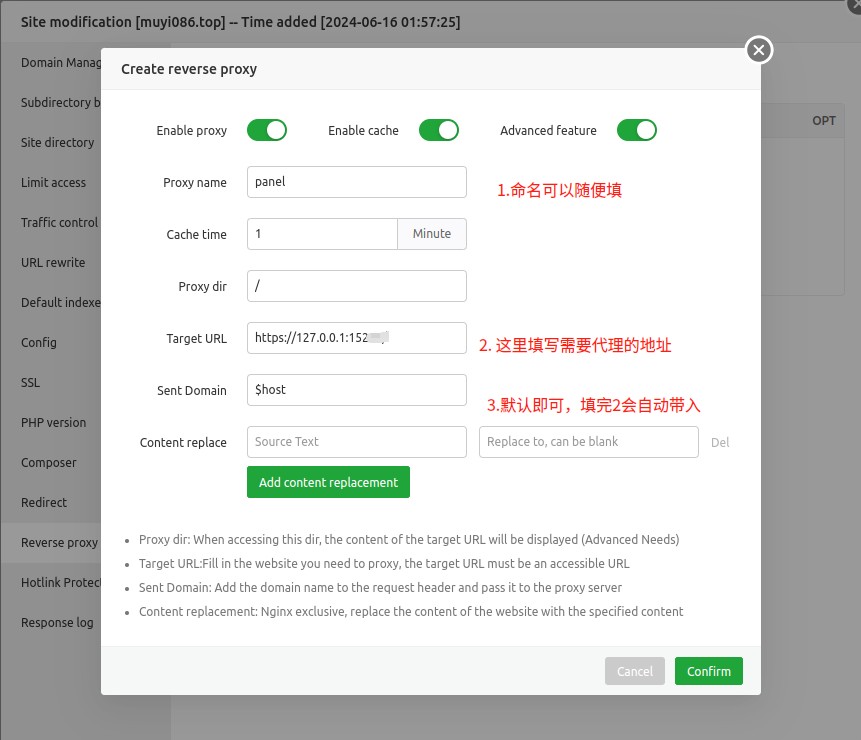 Site modification [muyi086.top] -- Time added [2024-06-16 01:57:25]
Domain Manag
Subdirectory b
Site directory
Limit access
Traffic control
URL rewrite
Default indexe
Config
SSL
PHP version
Composer
Redirect
Reverse proxy
Hotlink Protect
Response log
OPT
Create reverse proxy
Enable proxy
Enable cache
Advanced feature
Proxy name
panel
1.命名可以随便填
Cache time
1
Minute
Proxy dir
/
Target URL
https://127.0.0.1:152
2. 这里填写需要代理的地址
Sent Domain
$host
3.默认即可，填完2会自动带入
Content replace
Source Text
Replace to, can be blank
Del
Add content replacement
Proxy dir: When accessing this dir, the content of the target URL will be displayed (Advanced Needs)
Target URL:Fill in the website you need to proxy, the target URL must be an accessible URL
Sent Domain: Add the domain name to the request header and pass it to the proxy server
Content replacement: Nginx exclusive, replace the content of the website with the specified content
Cancel
Confirm